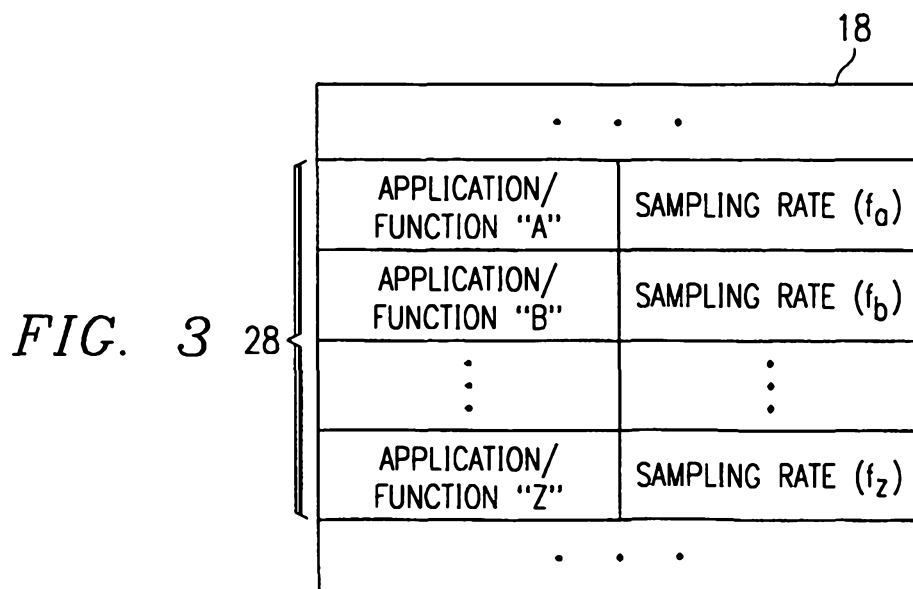 18
. . .
APPLICATION/
FUNCTION "A"
SAMPLING RATE (fa)
APPLICATION/
FUNCTION "B"
SAMPLING RATE (fb)
FIG. 3
28
APPLICATION/
FUNCTION "Z"
SAMPLING RATE (fz)
. . .